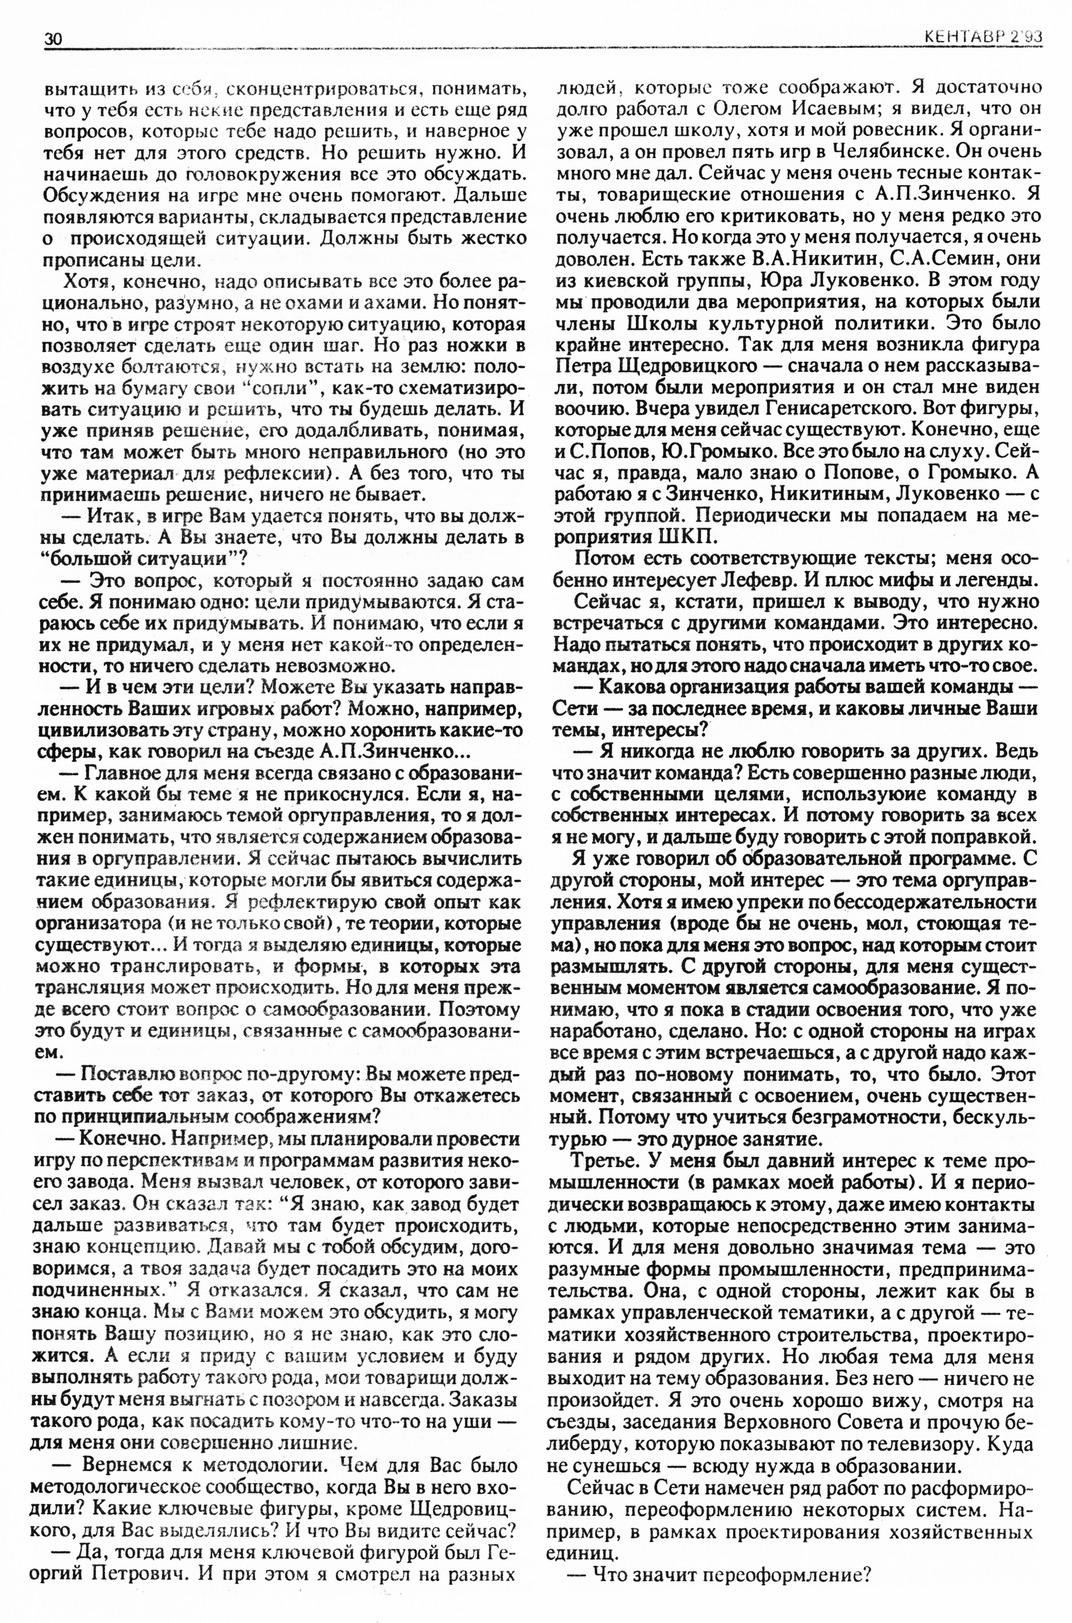 30
КЕНТАВР 2'93
вытащить из себя, сконцентрироваться, понимать,
что у тебя есть некие представления и есть еще ряд
вопросов, которые тебе надо решить, и наверное у
тебя нет для этого средств. Но решить нужно. И
начинаешь до головокружения все это обсуждать.
Обсуждения на игре мне очень помогают. Дальше
появляются варианты, складывается представление
о происходящей ситуации. Должны быть жестко
прописаны цели.
Хотя, конечно, надо описывать все это более ра-
ционально, разумно, а не охами и ахами. Но понят-
но, что в игре строят некоторую ситуацию, которая
позволяет сделать еще один шаг. Но раз ножки в
воздухе болтаются, нужно встать на землю: поло-
жить на бумагу свои “сопли”, как-то схематизиро-
вать ситуацию и решить, что ты будешь делать. И
уже приняв решение, его додалбливать, понимая,
что там может быть много неправильного (но это
уже материал для рефлексии). А без того, что ты
принимаешь решение, ничего не бывает.
— Итак, в игре Вам удается понять, что вы долж-
ны сделать. А Вы знаете, что Вы должны делать в
“большой ситуации”?
— Это вопрос, который я постоянно задаю сам
себе. Я понимаю одно: цели придумываются. Я ста-
раюсь себе их придумывать. И понимаю, что если я
их не придумал, и у меня нет какой-то определен-
ности, то ничего сделать невозможно.
— И в чем эти цели? Можете Вы указать направ-
ленность Ваших игровых работ? Можно, например,
цивилизовать эту страну, можно хоронить какие-то
сферы, как говорил на съезде А.П.Зинченко...
— Главное для меня всегда связано с образовани-
ем. К какой бы теме я не прикоснулся. Если я, на-
пример, занимаюсь темой оргуправления, то я дол-
жен понимать, что является содержанием образова-
ния в оргуправлении. Я сейчас пытаюсь вычислить
такие единицы, которые могли бы явиться содержа-
нием образования. Я рефлектирую свой опыт как
организатора (и не только свой), те теории, которые
существуют... И тогда я выделяю единицы, которые
можно транслировать, и формы, в которых эта
трансляция может происходить. Но для меня преж-
де всего стоит вопрос о самообразовании. Поэтому
это будут и единицы, связанные с самообразовани-
ем.
— Поставлю вопрос по-другому: Вы можете пред-
ставить себе тот заказ, от которого Вы откажетесь
по принципиальным соображениям?
— Конечно. Например, мы планировали провести
игру по перспективам и программам развития неко-
его завода. Меня вызвал человек, от которого зави-
сел заказ. Он сказал так: “Я знаю, как завод будет
дальше развиваться, что там будет происходить,
знаю концепцию. Давай мы с тобой обсудим, дого-
воримся, а твоя задача будет посадить это на моих
подчиненных.” Я отказался. Я сказал, что сам не
знаю конца. Мы с Вами можем это обсудить, я могу
понять Вашу позицию, но я не знаю, как это сло-
жится. А если я приду с вашим условием и буду
выполнять работу такого рода, мои товарищи долж-
ны будут меня выгнать с позором и навсегда. Заказы
такого рода, как посадить кому-то что-то на уши —
для меня они совершенно лишние.
— Вернемся к методологии. Чем для Вас было
методологическое сообщество, когда Вы в него вхо-
дили? Какие ключевые фигуры, кроме Щедровиц-
кого, для Вас выделялись? И что Вы видите сейчас?
— Да, тогда для меня ключевой фигурой был Ге-
оргий Петрович. И при этом я смотрел на разных
людей, которые тоже соображают. Я достаточно
долго работал с Олегом Исаевым; я видел, что он
уже прошел школу, хотя и мой ровесник. Я органи-
зовал, а он провел пять игр в Челябинске. Он очень
много мне дал. Сейчас у меня очень тесные контак-
ты, товарищеские отношения с А.П.Зинченко. Я
очень люблю его критиковать, но у меня редко это
получается. Но когда это у меня получается, я очень
доволен. Есть также В.А.Никитин, С.А.Семин, они
из киевской группы, Юра Луковенко. В этом году
мы проводили два мероприятия, на которых были
члены Школы культурной политики. Это было
крайне интересно. Так для меня возникла фигура
Петра Щедровицкого — сначала о нем рассказыва-
ли, потом были мероприятия и он стал мне виден
воочию. Вчера увидел Генисаретского. Вот фигуры,
которые для меня сейчас существуют. Конечно, еще
и С.Попов, Ю.Громыко. Все это было на слуху. Сей-
час я, правда, мало знаю о Попове, о Громыко. А
работаю я с Зинченко, Никитиным, Луковенко — с
этой группой. Периодически мы попадаем на ме-
роприятия ШКП.
Потом есть соответствующие тексты; меня осо-
бенно интересует Лефевр. И плюс мифы и легенды.
Сейчас я, кстати, пришел к выводу, что нужно
встречаться с другими командами. Это интересно.
Надо пытаться понять, что происходит в других ко-
мандах, но для этого надо сначала иметь что-то свое.
— Какова организация работы вашей команды —
Сети — за последнее время, и каковы личные Ваши
темы, интересы?
— Я никогда не люблю говорить за других. Ведь
что значит команда? Есть совершенно разные люди,
с собственными целями, используюие команду в
собственных интересах. И потому говорить за всех
я не могу, и дальше буду говорить с этой поправкой.
Я уже говорил об образовательной программе. С
другой стороны, мой интерес — это тема оргуправ-
ления. Хотя я имею упреки по бессодержательности
управления (вроде бы не очень, мол, стоющая те-
ма), но пока для меня это вопрос, над которым стоит
размышлять. С другой стороны, для меня сущест-
венным моментом является самообразование. Я по-
нимаю, что я пока в стадии освоения того, что уже
наработано, сделано. Но: с одной стороны на играх
все время с этим встречаешься, а с другой надо каж-
дый раз по-новому понимать, то, что было. Этот
момент, связанный с освоением, очень существен-
ный. Потому что учиться безграмотности, бескуль-
турью — это дурное занятие.
Третье. У меня был давний интерес к теме про-
мышленности (в рамках моей работы). И я перио-
дически возвращаюсь к этому, даже имею контакты
с людьми, которые непосредственно этим занима-
ются. И для меня довольно значимая тема — это
разумные формы промышленности, предпринима-
тельства. Она, с одной стороны, лежит как бы в
рамках управленческой тематики, а с другой — те-
матики хозяйственного строительства, проектиро-
вания и рядом других. Но любая тема для меня
выходит на тему образования. Без него — ничего не
произойдет. Я это очень хорошо вижу, смотря на
съезды, заседания Верховного Совета и прочую бе-
либерду, которую показывают по телевизору. Куда
не сунешься — всюду нужда в образовании.
Сейчас в Сети намечен ряд работ по расформиро-
ванию, переоформлению некоторых систем. На-
пример, в рамках проектирования хозяйственных
единиц.
— Что значит переоформление?